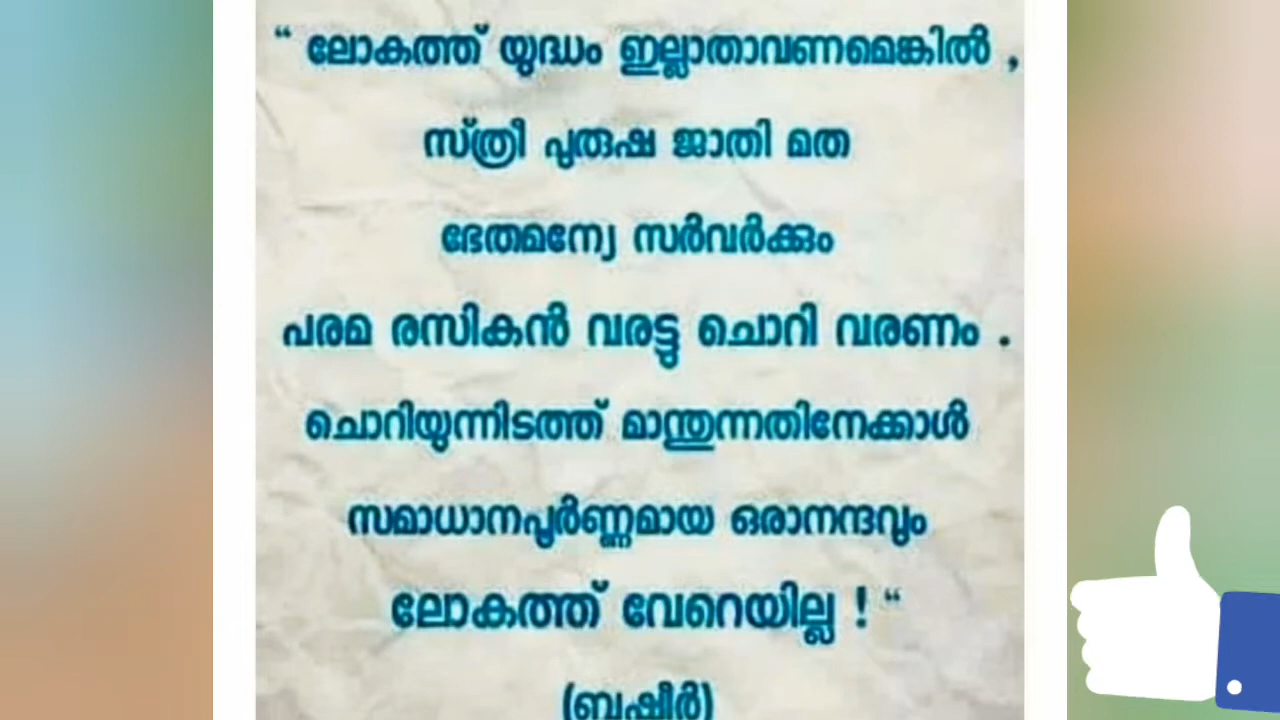 “ ലോകത്ത് യുദ്ധം ഇല്ലാതാവണമെങ്കിൽ ,
സ്ത്രീ പുരുഷ ജാതി മത
ഭേതമന്യേ സർവർക്കും
പരമ രസികൻ വരട്ടു ചൊറി വരണം .
ചൊറിയുന്നിടത്ത് മാന്തുന്നതിനേക്കാൾ
സമാധാനപൂർണ്ണമായ ഒരാനന്ദവും
ലോകത്ത് വേറെയില്ല ! “
(ബഷീർ)